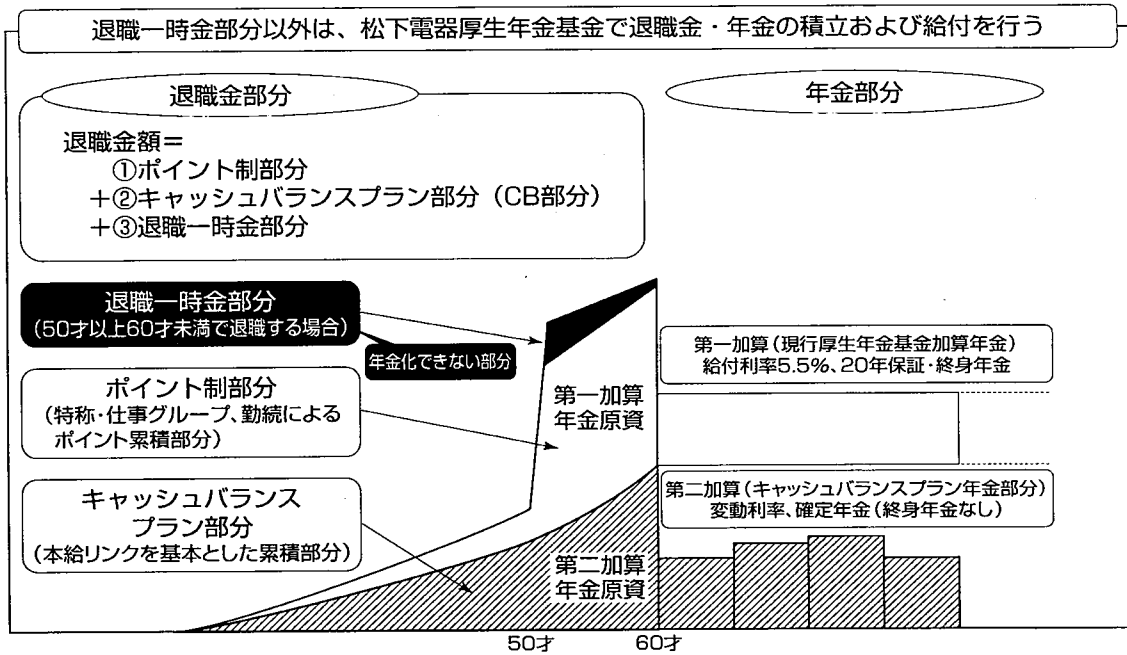 退職一時金部分以外は、松下電器厚生年金基金で退職金・年金の積立および給付を行う
退職金部分
年金部分
退職金額＝
①ポイント制部分
＋②キャッシュバランスプラン部分（CB部分）
＋③退職一時金部分
退職一時金部分
（50才以上60才未満で退職する場合）
年金化できない部分
ポイント制部分
（特称・仕事グループ、勤続による
ポイント累積部分）
キャッシュバランス
プラン部分
（本給リンクを基本とした累積部分）
第一加算
年金原資
第二加算
年金原資
第一加算（現行厚生年金基金加算年金）
給付利率5.5%、20年保証・終身年金
第二加算（キャッシュバランスプラン年金部分）
変動利率、確定年金（終身年金なし）
50才
60才